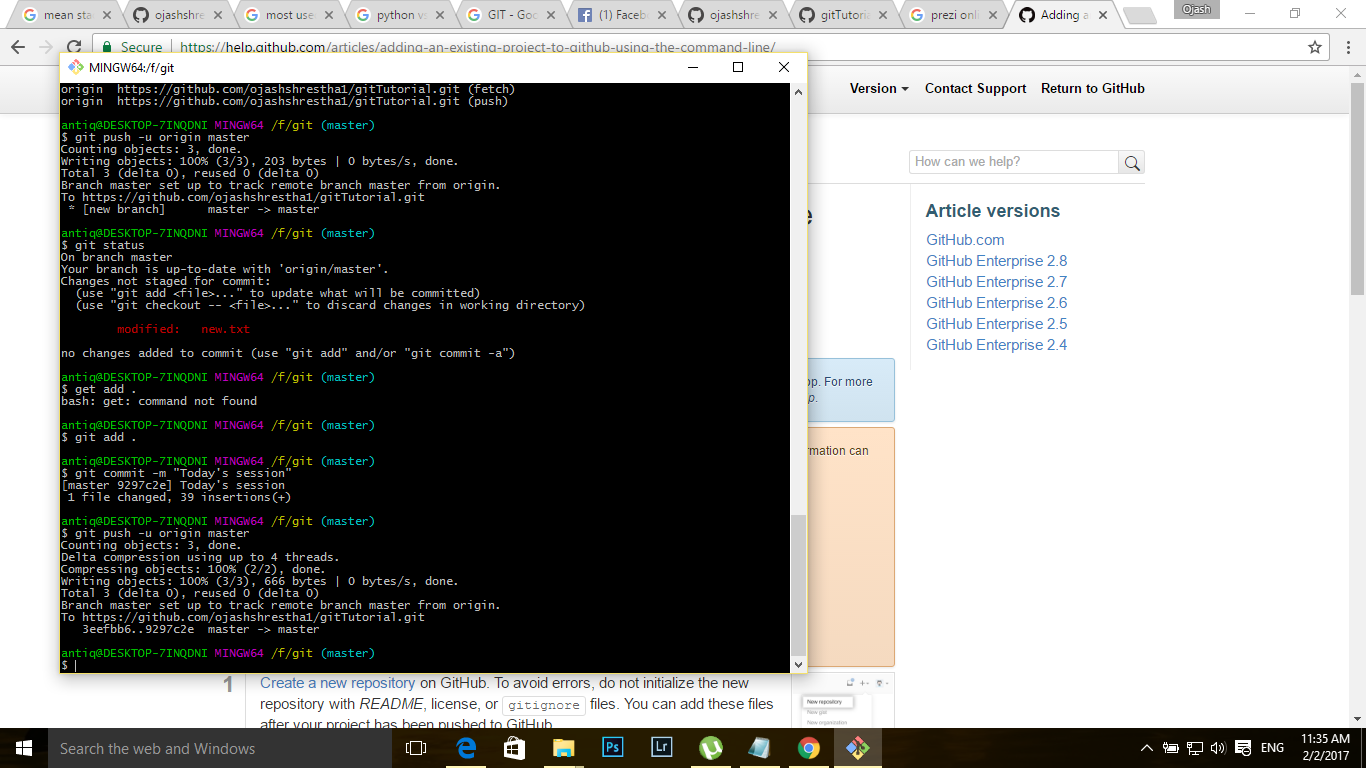 mean sta
ojashshre
most use
python v
GIT - Goo
(1) Faceb
ojashshre
gitTutoria
prezi onl
Adding a
Ojash
Secure
https://help.github.com/articles/adding-an-existing-project-to-github-using-the-command-line/
MINGW64:/f/git
Version
Contact Support
Return to GitHub
origin  https://github.com/ojashshrestha1/gitTutorial.git (fetch)
origin  https://github.com/ojashshrestha1/gitTutorial.git (push)
antiq@DESKTOP-7INQDNI MINGW64 /f/git (master)
$ git push -u origin master
Counting objects: 3, done.
Writing objects: 100% (3/3), 203 bytes | 0 bytes/s, done.
Total 3 (delta 0), reused 0 (delta 0)
Branch master set up to track remote branch master from origin.
To https://github.com/ojashshrestha1/gitTutorial.git
 * [new branch]      master -> master
antiq@DESKTOP-7INQDNI MINGW64 /f/git (master)
$ git status
On branch master
Your branch is up-to-date with 'origin/master'.
Changes not staged for commit:
  (use "git add <file>..." to update what will be committed)
  (use "git checkout -- <file>..." to discard changes in working directory)
        modified:   new.txt
no changes added to commit (use "git add" and/or "git commit -a")
antiq@DESKTOP-7INQDNI MINGW64 /f/git (master)
$ get add .
bash: get: command not found
antiq@DESKTOP-7INQDNI MINGW64 /f/git (master)
$ git add .
antiq@DESKTOP-7INQDNI MINGW64 /f/git (master)
$ git commit -m "Today's session"
[master 9297c2e] Today's session
 1 file changed, 39 insertions(+)
antiq@DESKTOP-7INQDNI MINGW64 /f/git (master)
$ git push -u origin master
Counting objects: 3, done.
Delta compression using up to 4 threads.
Compressing objects: 100% (2/2), done.
Writing objects: 100% (3/3), 666 bytes | 0 bytes/s, done.
Total 3 (delta 0), reused 0 (delta 0)
Branch master set up to track remote branch master from origin.
To https://github.com/ojashshrestha1/gitTutorial.git
   3eefbb6..9297c2e  master -> master
antiq@DESKTOP-7INQDNI MINGW64 /f/git (master)
$
How can we help?
e
Article versions
GitHub.com
GitHub Enterprise 2.8
GitHub Enterprise 2.7
GitHub Enterprise 2.6
GitHub Enterprise 2.5
GitHub Enterprise 2.4
op. For more
p.
rmation can
1
Create a new repository on GitHub. To avoid errors, do not initialize the new
repository with README, license, or gitignore files. You can add these files
after your project has been pushed to GitHub.
New repository
New gist
New organization
Search the web and Windows
Ps
Lr
ENG
11:35 AM
2/2/2017